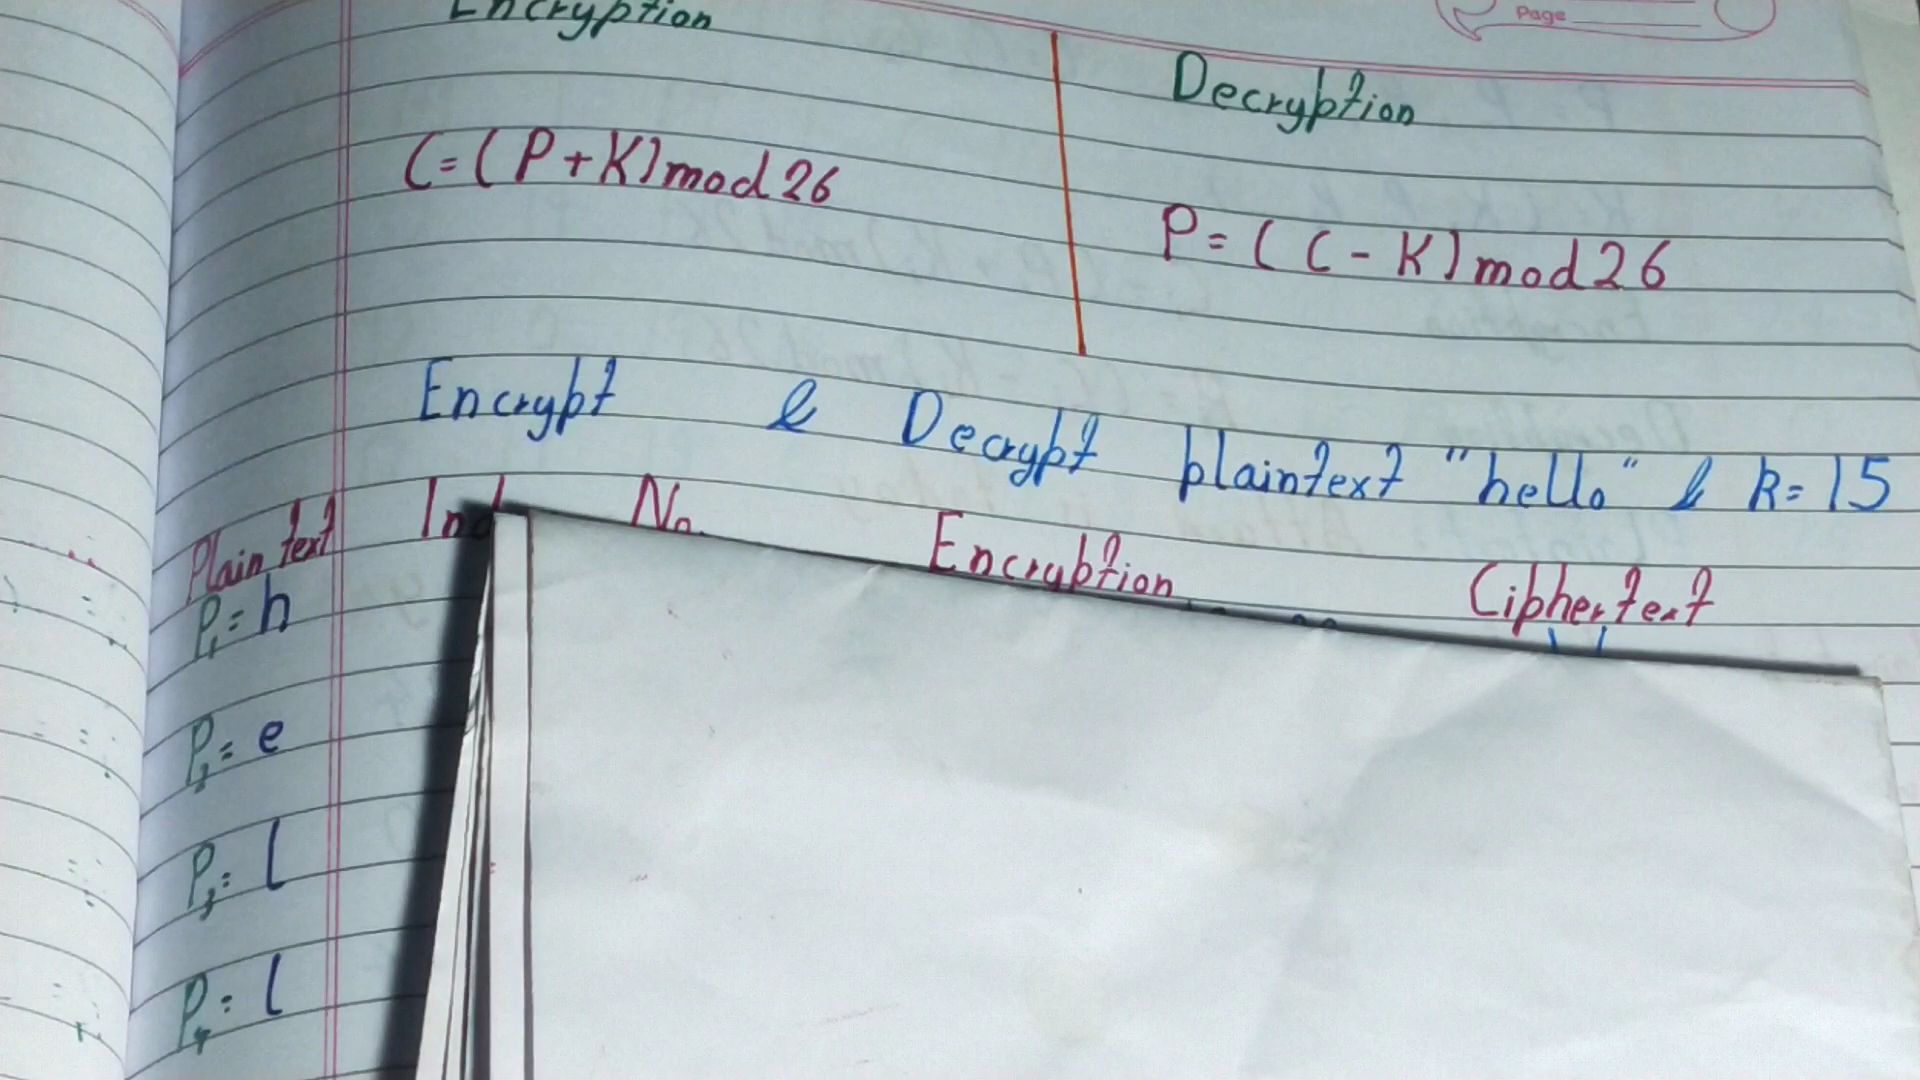 Page
Encryption
Decryption
C = (P + K) mod 26
P = (C - K) mod 26
Encrypt & Decrypt plaintext "hello" & k = 15
Plain text No. Encryption Ciphertext
P₁ = h
P₂ = e
P₃ = l
P₄ = l